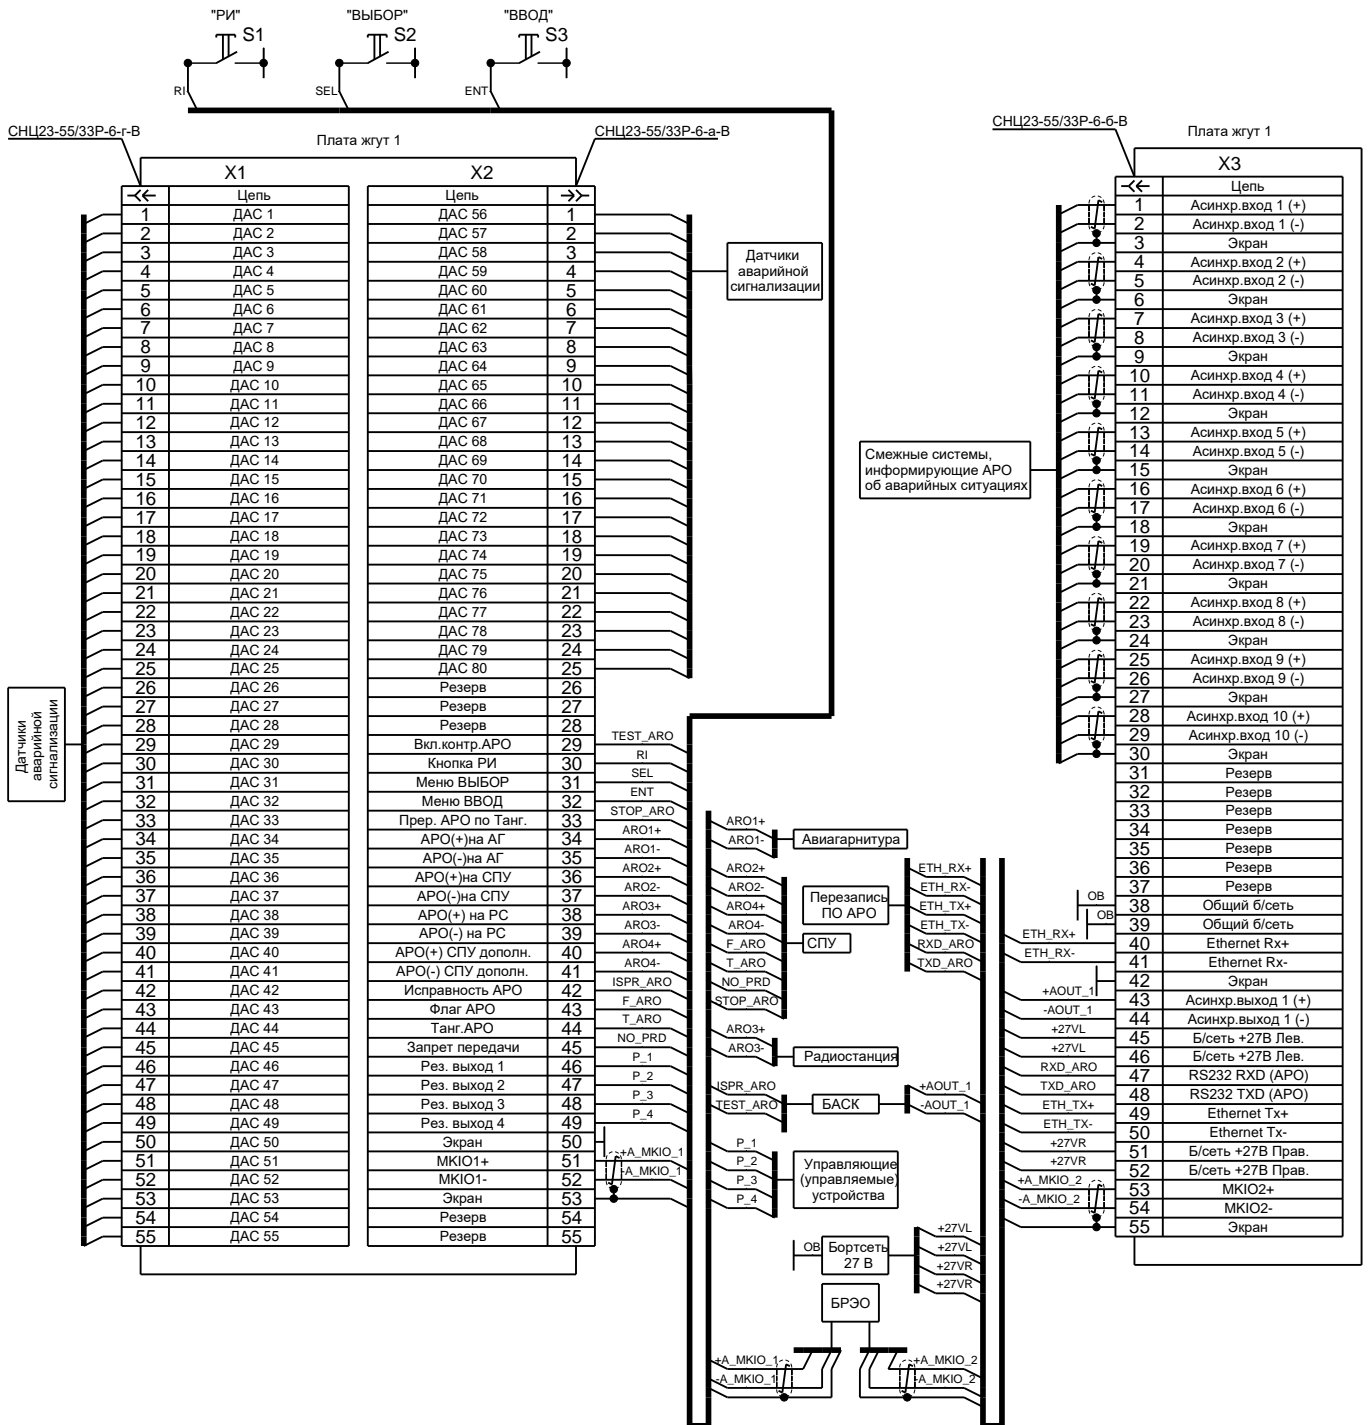 "РИ" "ВЫБОР" "ВВОД"
S1 S2 S3
RI SEL ENT
СНЦ23-55/33Р-6-г-В
Плата жгут 1
СНЦ23-55/33Р-6-а-В
X1 X2
Цепь Цепь
1 ДАС 1 ДАС 56 1
2 ДАС 2 ДАС 57 2
3 ДАС 3 ДАС 58 3
4 ДАС 4 ДАС 59 4
5 ДАС 5 ДАС 60 5
6 ДАС 6 ДАС 61 6
7 ДАС 7 ДАС 62 7
8 ДАС 8 ДАС 63 8
9 ДАС 9 ДАС 64 9
10 ДАС 10 ДАС 65 10
11 ДАС 11 ДАС 66 11
12 ДАС 12 ДАС 67 12
13 ДАС 13 ДАС 68 13
14 ДАС 14 ДАС 69 14
15 ДАС 15 ДАС 70 15
16 ДАС 16 ДАС 71 16
17 ДАС 17 ДАС 72 17
18 ДАС 18 ДАС 73 18
19 ДАС 19 ДАС 74 19
20 ДАС 20 ДАС 75 20
21 ДАС 21 ДАС 76 21
22 ДАС 22 ДАС 77 22
23 ДАС 23 ДАС 78 23
24 ДАС 24 ДАС 79 24
25 ДАС 25 ДАС 80 25
26 ДАС 26 Резерв 26
27 ДАС 27 Резерв 27
28 ДАС 28 Резерв 28
29 ДАС 29 Вкл.контр.АРО 29 TEST_ARO
30 ДАС 30 Кнопка РИ 30 RI
31 ДАС 31 Меню ВЫБОР 31 SEL
32 ДАС 32 Меню ВВОД 32 ENT
33 ДАС 33 Прер. АРО по Танг. 33 STOP_ARO
34 ДАС 34 АРО(+)на АГ 34 ARO1+
35 ДАС 35 АРО(-)на АГ 35 ARO1-
36 ДАС 36 АРО(+)на СПУ 36 ARO2+
37 ДАС 37 АРО(-)на СПУ 37 ARO2-
38 ДАС 38 АРО(+) на РС 38 ARO3+
39 ДАС 39 АРО(-) на РС 39 ARO3-
40 ДАС 40 АРО(+) СПУ дополн. 40 ARO4+
41 ДАС 41 АРО(-) СПУ дополн. 41 ARO4-
42 ДАС 42 Исправность АРО 42 ISPR_ARO
43 ДАС 43 Флаг АРО 43 F_ARO
44 ДАС 44 Танг.АРО 44 T_ARO
45 ДАС 45 Запрет передачи 45 NO_PRD
46 ДАС 46 Рез. выход 1 46 P_1
47 ДАС 47 Рез. выход 2 47 P_2
48 ДАС 48 Рез. выход 3 48 P_3
49 ДАС 49 Рез. выход 4 49 P_4
50 ДАС 50 Экран 50
51 ДАС 51 МКIO1+ 51 +A_MKIO_1
52 ДАС 52 МКIO1- 52 -A_MKIO_1
53 ДАС 53 Экран 53
54 ДАС 54 Резерв 54
55 ДАС 55 Резерв 55
Датчики
аварийной
сигнализации
Датчики
аварийной
сигнализации
СНЦ23-55/33Р-6-б-В
Плата жгут 1
X3
Цепь
1 Асинхр.вход 1 (+)
2 Асинхр.вход 1 (-)
3 Экран
4 Асинхр.вход 2 (+)
5 Асинхр.вход 2 (-)
6 Экран
7 Асинхр.вход 3 (+)
8 Асинхр.вход 3 (-)
9 Экран
10 Асинхр.вход 4 (+)
11 Асинхр.вход 4 (-)
12 Экран
13 Асинхр.вход 5 (+)
14 Асинхр.вход 5 (-)
15 Экран
16 Асинхр.вход 6 (+)
17 Асинхр.вход 6 (-)
18 Экран
19 Асинхр.вход 7 (+)
20 Асинхр.вход 7 (-)
21 Экран
22 Асинхр.вход 8 (+)
23 Асинхр.вход 8 (-)
24 Экран
25 Асинхр.вход 9 (+)
26 Асинхр.вход 9 (-)
27 Экран
28 Асинхр.вход 10 (+)
29 Асинхр.вход 10 (-)
30 Экран
31 Резерв
32 Резерв
33 Резерв
34 Резерв
35 Резерв
36 Резерв
37 Резерв
ОВ 38 Общий б/сеть
ОВ 39 Общий б/сеть
ETH_RX+ 40 Ethernet Rx+
ETH_RX- 41 Ethernet Rx-
42 Экран
+AOUT_1 43 Асинхр.выход 1 (+)
-AOUT_1 44 Асинхр.выход 1 (-)
+27VL 45 Б/сеть +27В Лев.
+27VL 46 Б/сеть +27В Лев.
RXD_ARO 47 RS232 RXD (АРО)
TXD_ARO 48 RS232 TXD (АРО)
ETH_TX+ 49 Ethernet Tx+
ETH_TX- 50 Ethernet Tx-
+27VR 51 Б/сеть +27В Прав.
+27VR 52 Б/сеть +27В Прав.
+A_MKIO_2 53 МКIO2+
-A_MKIO_2 54 МКIO2-
55 Экран
Смежные системы,
информирующие АРО
об аварийных ситуациях
ARO1+
ARO1-
Авиагарнитура
ARO2+
ARO2-
ARO4+
ARO4-
F_ARO
T_ARO
NO_PRD
STOP_ARO
СПУ
Перезапись
ПО АРО
ETH_RX+
ETH_RX-
ETH_TX+
ETH_TX-
RXD_ARO
TXD_ARO
ARO3+
ARO3-
Радиостанция
ISPR_ARO
TEST_ARO
БАСК
+AOUT_1
-AOUT_1
P_1
P_2
P_3
P_4
Управляющие
(управляемые)
устройства
ОВ
Бортсеть
27 В
+27VL
+27VL
+27VR
+27VR
БРЭО
+A_MKIO_1
-A_MKIO_1
+A_MKIO_2
-A_MKIO_2